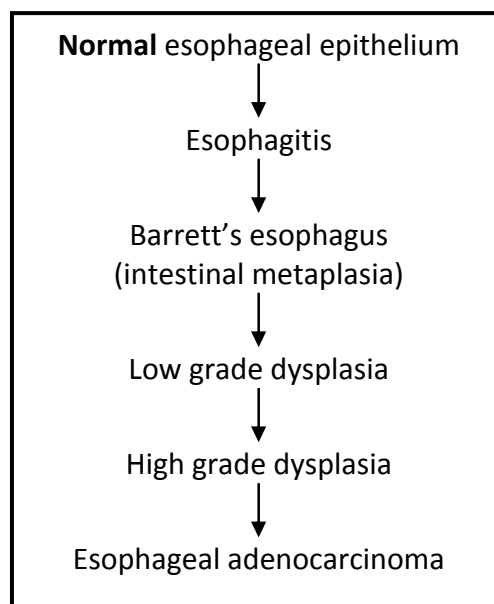 Normal esophageal epithelium
Esophagitis
Barrett’s esophagus
(intestinal metaplasia)
Low grade dysplasia
High grade dysplasia
Esophageal adenocarcinoma